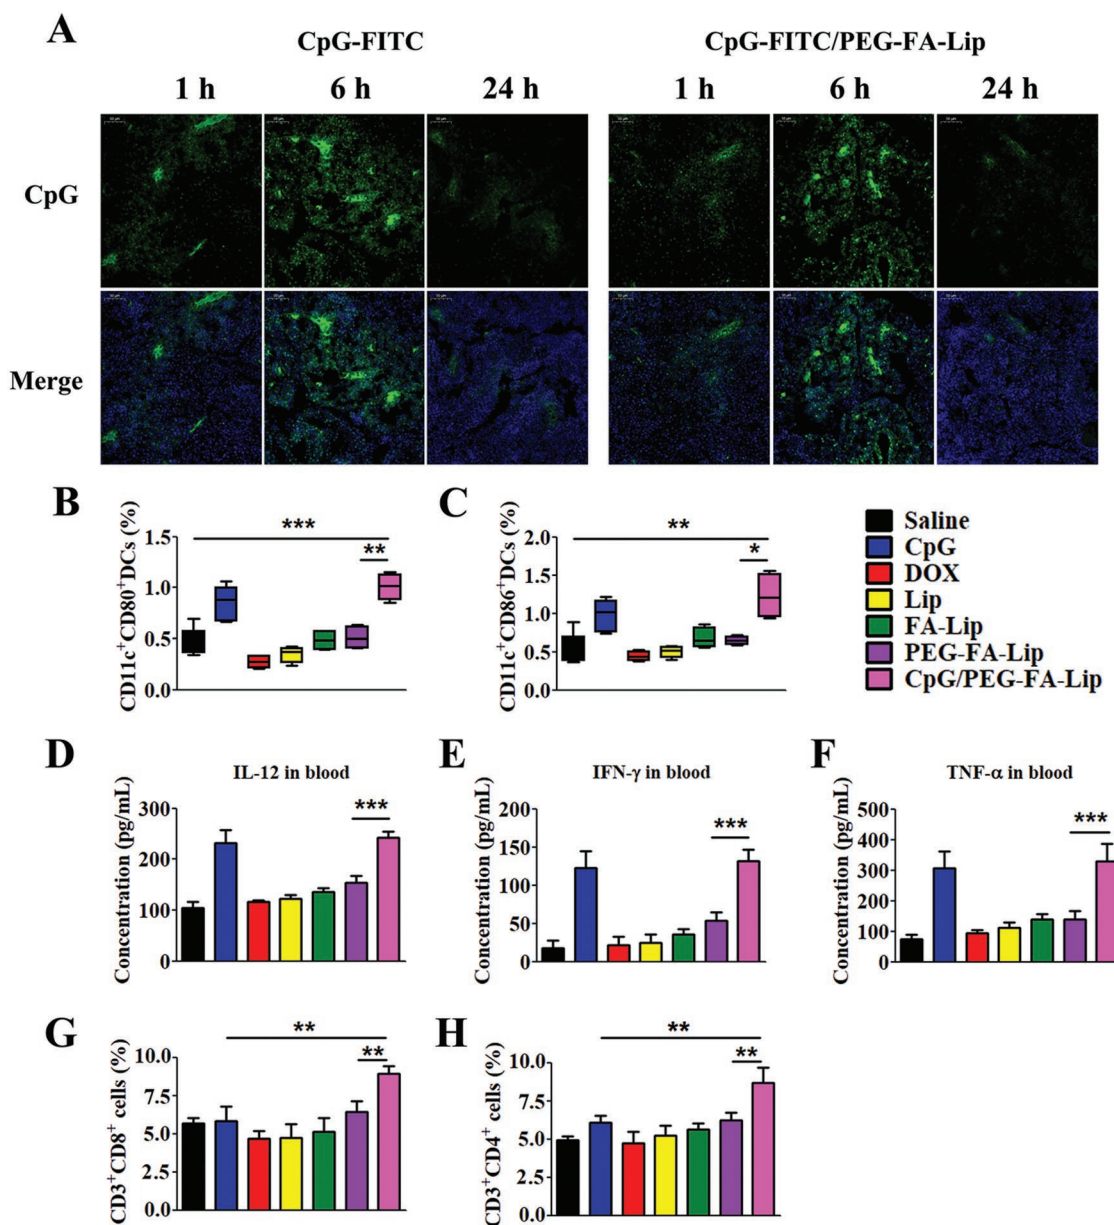 A
CpG-FITC
CpG-FITC/PEG-FA-Lip
1 h
6 h
24 h
1 h
6 h
24 h
CpG
Merge
B
CD11c+CD80+DCs (%)
1.5
1.0
0.5
0.0
***
**
C
CD11c+CD86+DCs (%)
2.0
1.5
1.0
0.5
0.0
**
*
Saline
CpG
DOX
Lip
FA-Lip
PEG-FA-Lip
CpG/PEG-FA-Lip
D
IL-12 in blood
Concentration (pg/mL)
300
200
100
0
***
E
IFN-γ in blood
Concentration (pg/mL)
200
150
100
50
0
***
F
TNF-α in blood
Concentration (pg/mL)
500
400
300
200
100
0
***
G
CD3+CD8+ cells (%)
10.0
7.5
5.0
2.5
0.0
**
**
H
CD3+CD4+ cells (%)
10.0
7.5
5.0
2.5
0.0
**
**